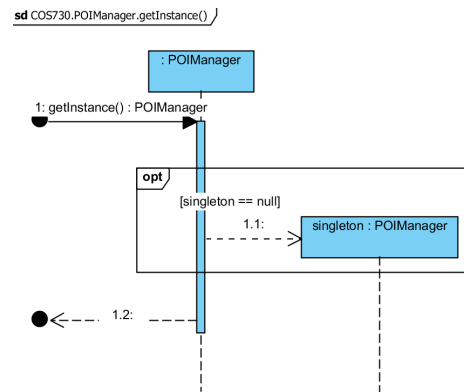 sd COS730.POIManager.getInstance()
: POIManager
1: getInstance() : POIManager
opt
[singleton == null]
1.1:
singleton : POIManager
1.2: